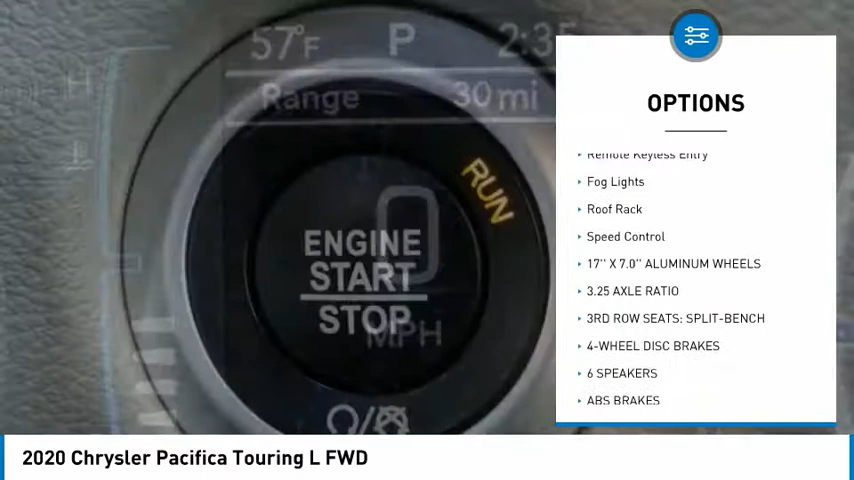 57°F P 2:35
Range 30 mi
RUN
0
ENGINE
START
STOP
MPH
OPTIONS
Remote Keyless Entry
Fog Lights
Roof Rack
Speed Control
17'' X 7.0'' ALUMINUM WHEELS
3.25 AXLE RATIO
3RD ROW SEATS: SPLIT-BENCH
4-WHEEL DISC BRAKES
6 SPEAKERS
ABS BRAKES
2020 Chrysler Pacifica Touring L FWD